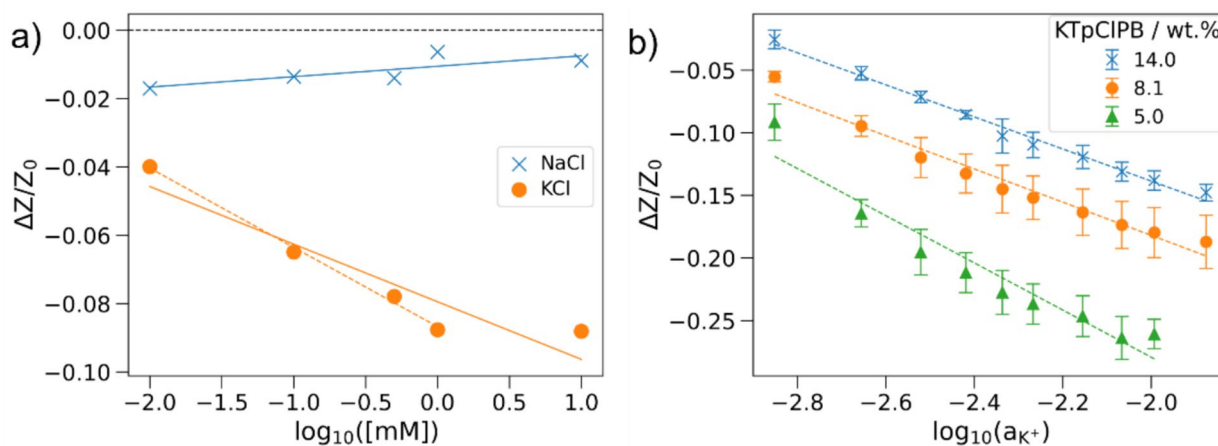 a)
0.00
−0.02
−0.04
−0.06
−0.08
−0.10
ΔZ/Z₀
NaCl
KCl
−2.0 −1.5 −1.0 −0.5 0.0 0.5 1.0
log₁₀([mM])
b)
KTpClPB / wt.%
14.0
8.1
5.0
−0.05
−0.10
−0.15
−0.20
−0.25
ΔZ/Z₀
−2.8 −2.6 −2.4 −2.2 −2.0
log₁₀(a_K⁺)